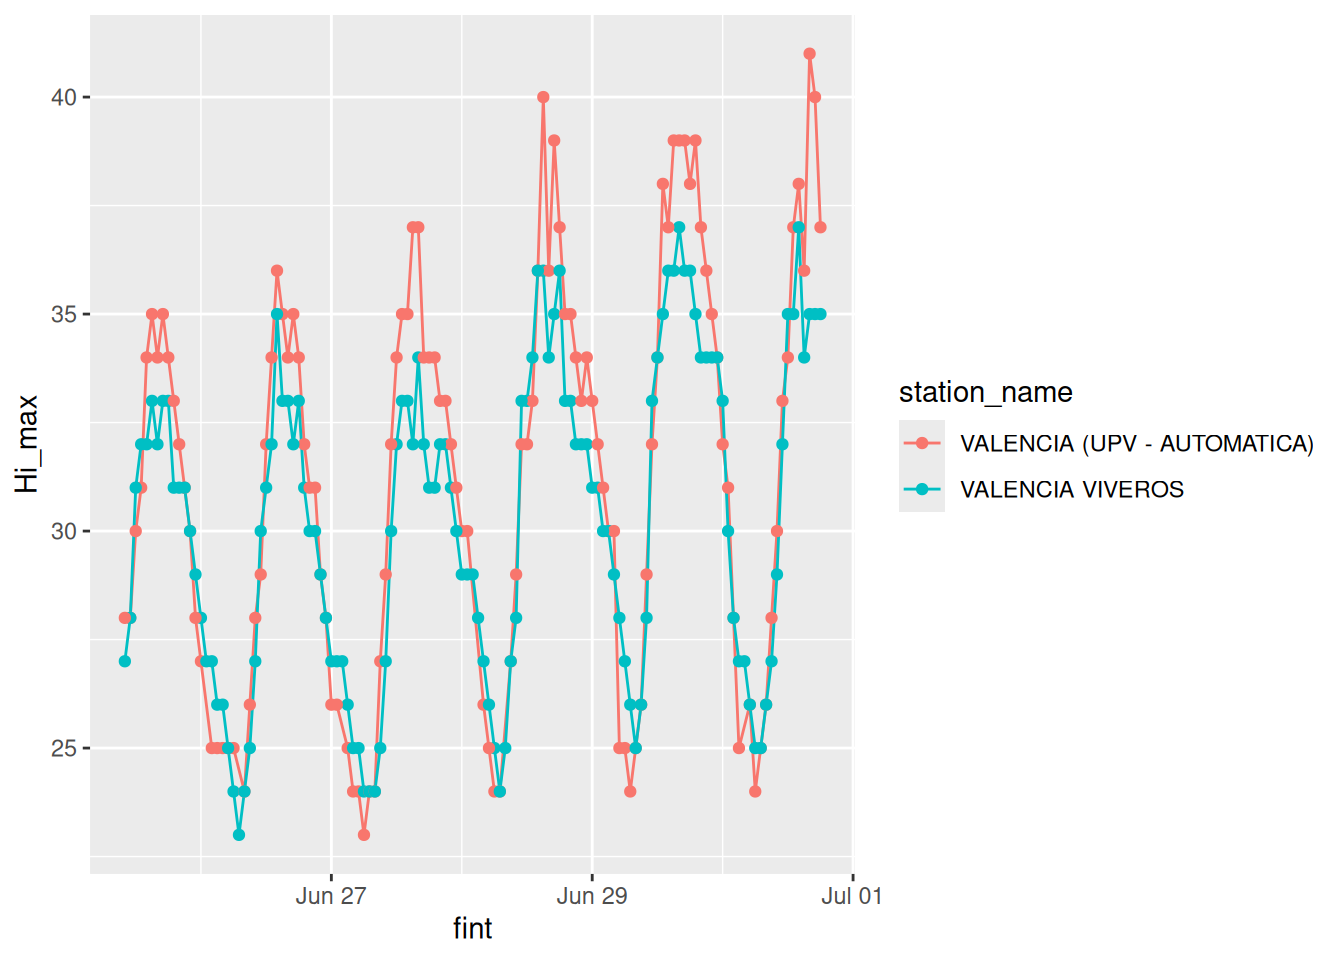 40
35
30
25
Hi_max
Jun 27
Jun 29
Jul 01
fint
station_name
VALENCIA (UPV - AUTOMATICA)
VALENCIA VIVEROS